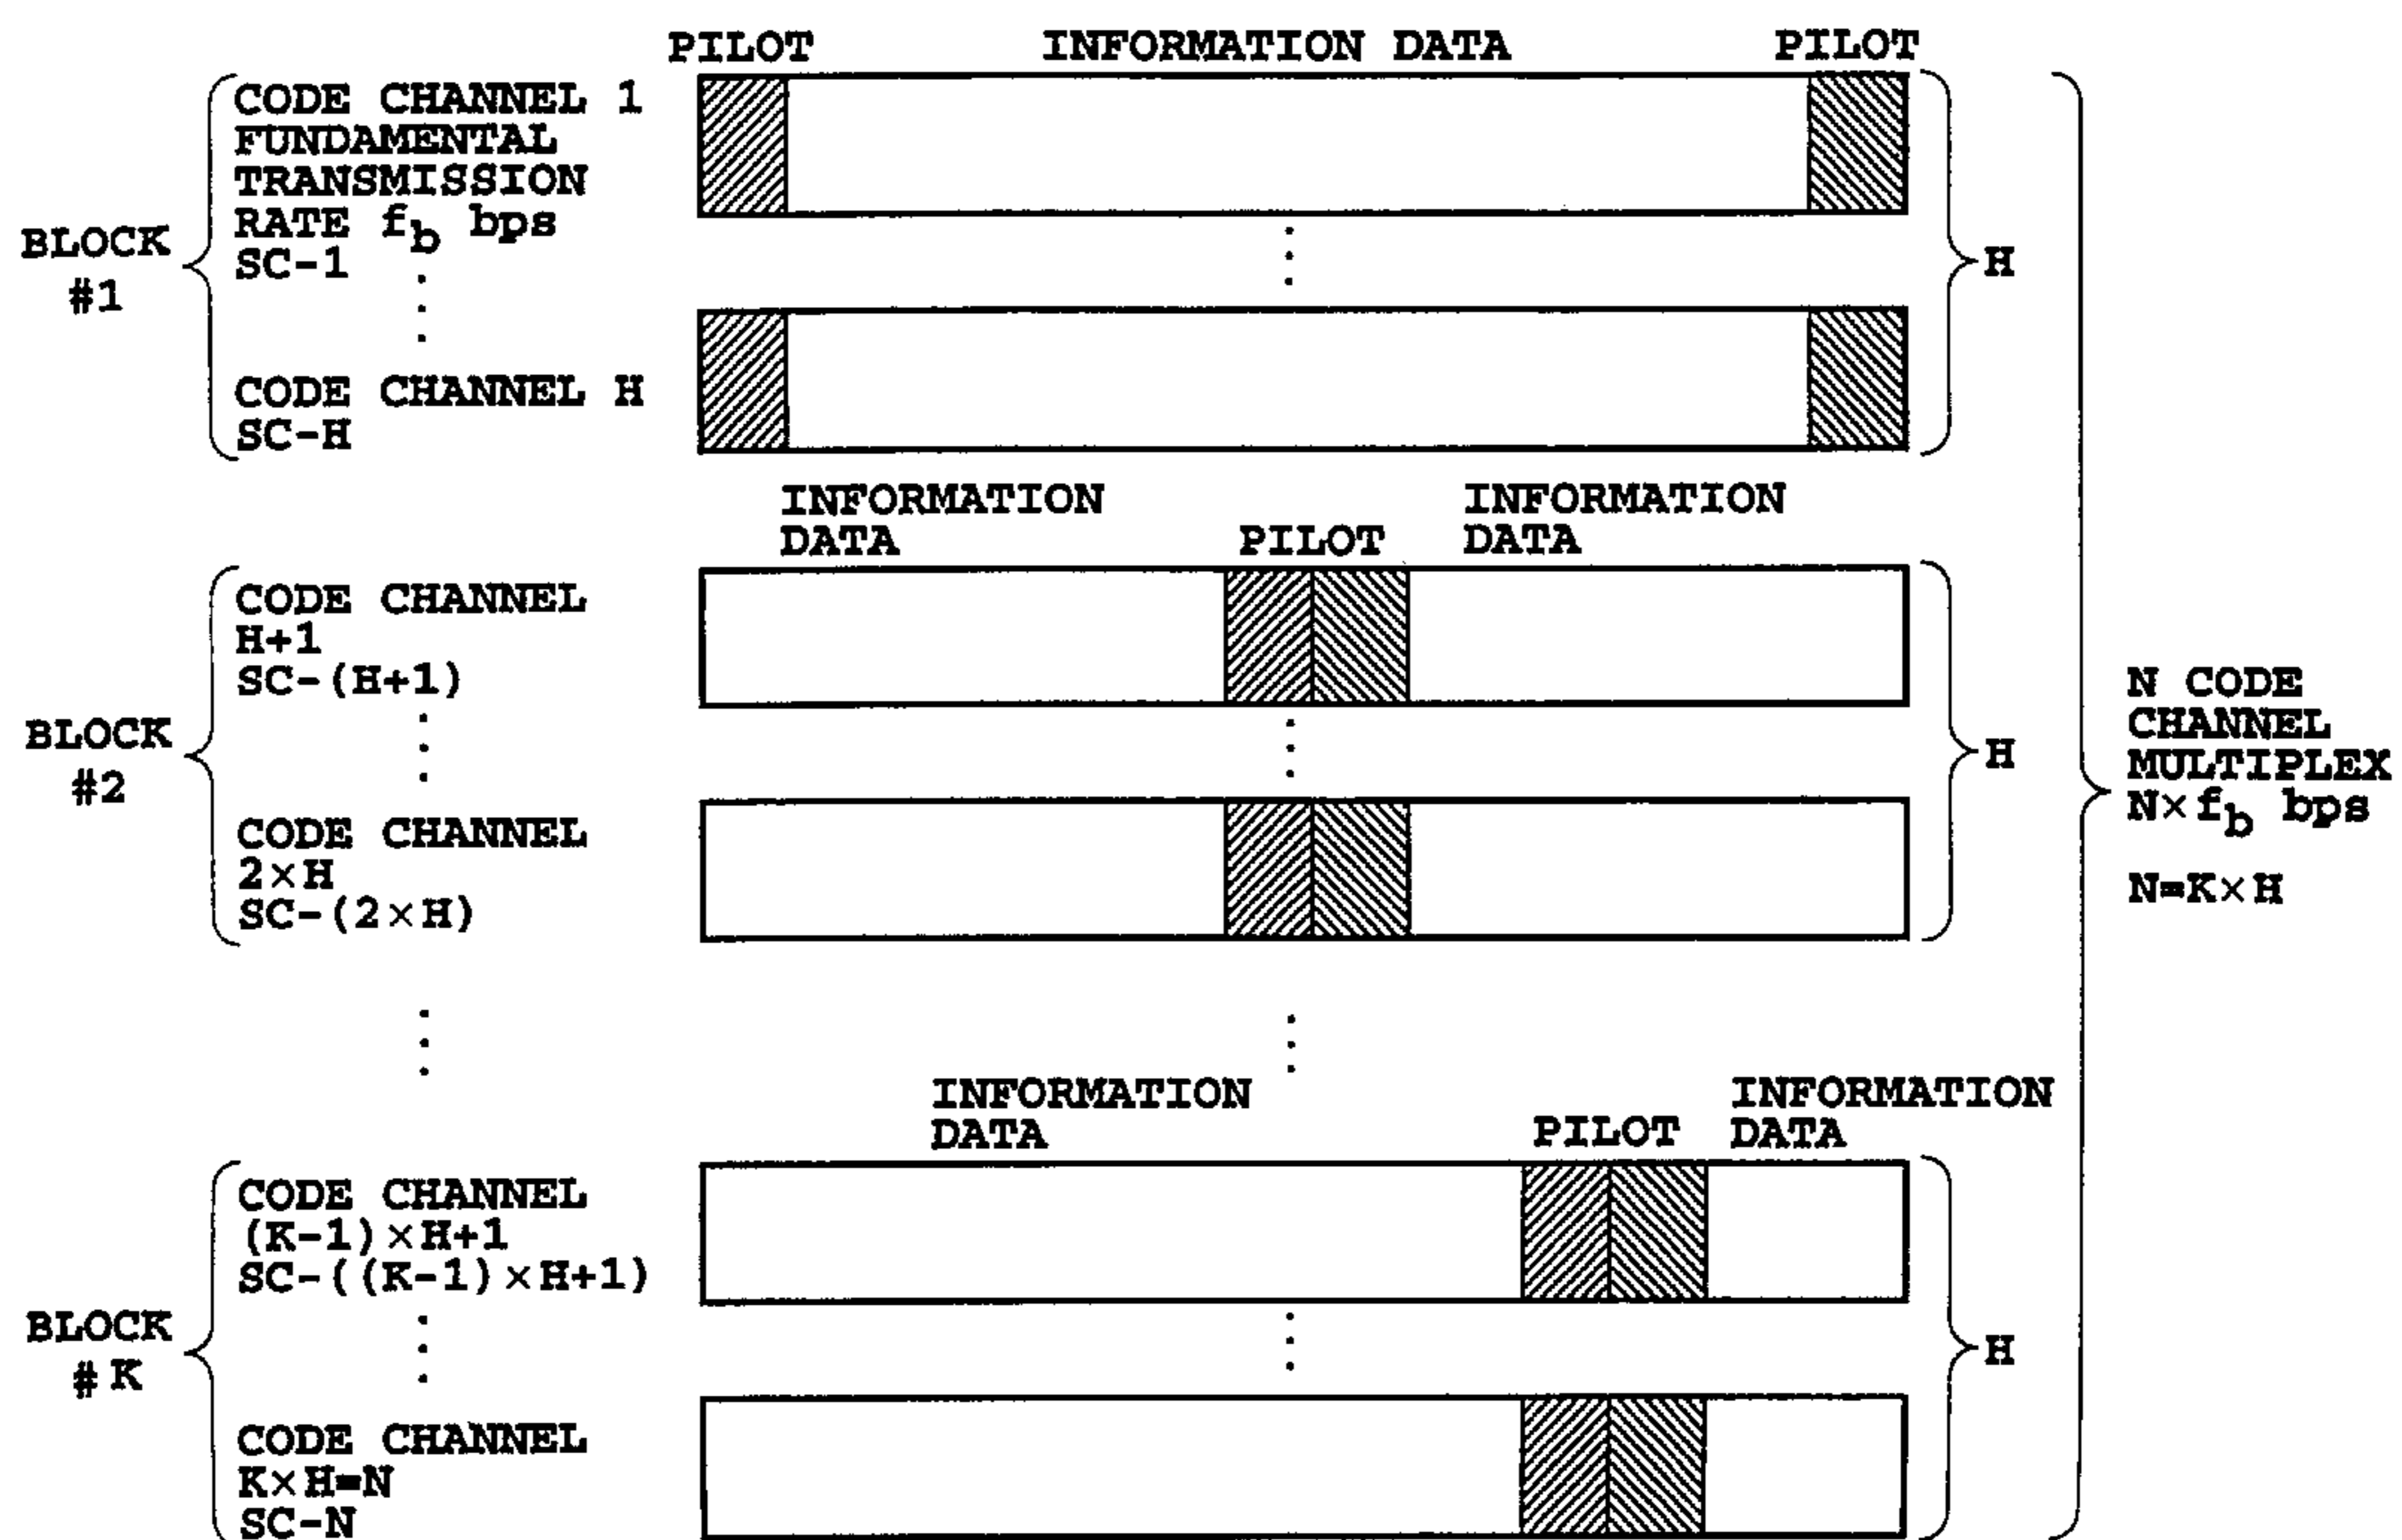 PILOT INFORMATION DATA PILOT
CODE CHANNEL 1
FUNDAMENTAL
TRANSMISSION
RATE fb bps
SC-1
BLOCK
#1
CODE CHANNEL H
SC-H
H
INFORMATION
DATA
PILOT
INFORMATION
DATA
CODE CHANNEL
H+1
SC-(H+1)
BLOCK
#2
CODE CHANNEL
2×H
SC-(2×H)
H
N CODE
CHANNEL
MULTIPLEX
N×fb bps
N=K×H
INFORMATION
DATA
PILOT
INFORMATION
DATA
CODE CHANNEL
(K-1)×H+1
SC-((K-1)×H+1)
BLOCK
#K
CODE CHANNEL
K×H=N
SC-N
H